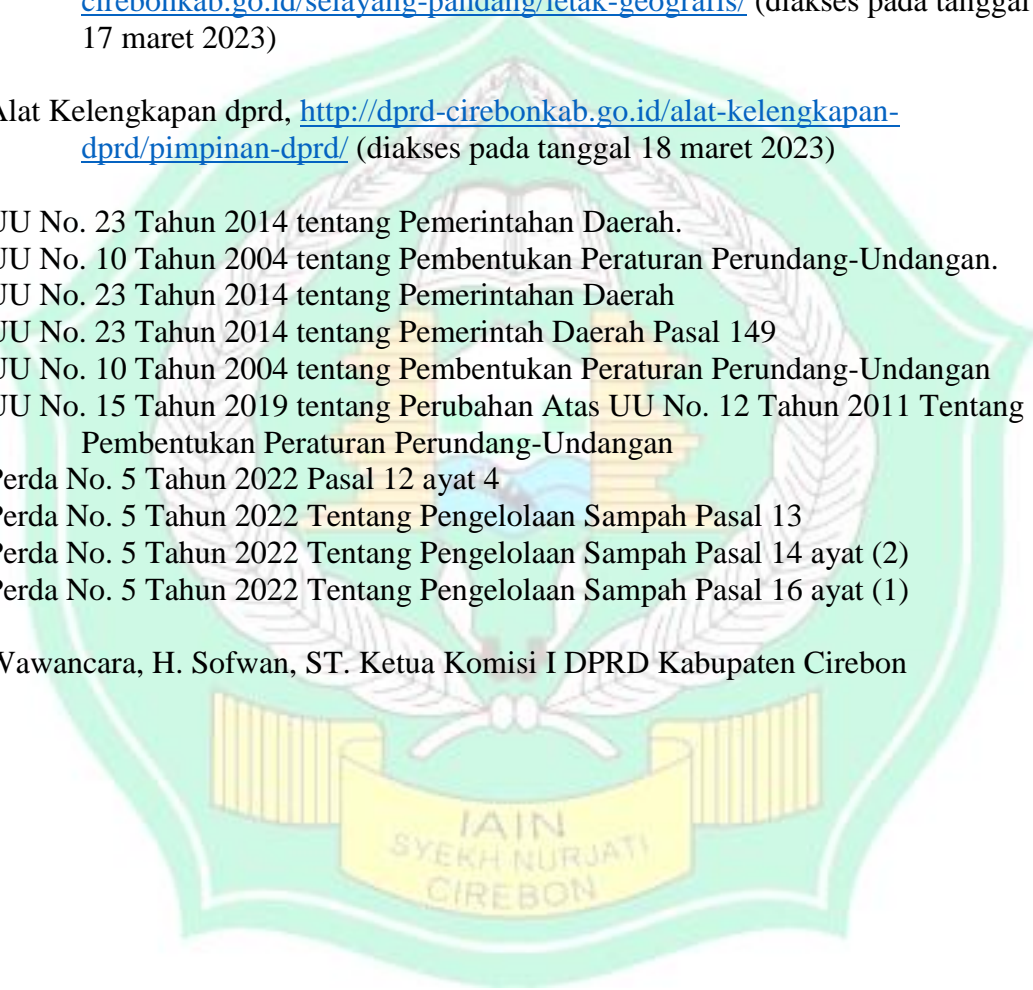 cirebonkab.go.id/selayang-pandang/letak-geografis/ (diakses pada tanggal
17 maret 2023)
Alat Kelengkapan dprd, http://dprd-cirebonkab.go.id/alat-kelengkapan-
dprd/pimpinan-dprd/ (diakses pada tanggal 18 maret 2023)
UU No. 23 Tahun 2014 tentang Pemerintahan Daerah.
UU No. 10 Tahun 2004 tentang Pembentukan Peraturan Perundang-Undangan.
UU No. 23 Tahun 2014 tentang Pemerintahan Daerah
UU No. 23 Tahun 2014 tentang Pemerintah Daerah Pasal 149
UU No. 10 Tahun 2004 tentang Pembentukan Peraturan Perundang-Undangan
UU No. 15 Tahun 2019 tentang Perubahan Atas UU No. 12 Tahun 2011 Tentang
Pembentukan Peraturan Perundang-Undangan
Perda No. 5 Tahun 2022 Pasal 12 ayat 4
Perda No. 5 Tahun 2022 Tentang Pengelolaan Sampah Pasal 13
Perda No. 5 Tahun 2022 Tentang Pengelolaan Sampah Pasal 14 ayat (2)
Perda No. 5 Tahun 2022 Tentang Pengelolaan Sampah Pasal 16 ayat (1)
Wawancara, H. Sofwan, ST. Ketua Komisi I DPRD Kabupaten Cirebon
IAIN
SYEKH NURJATI
CIREBON